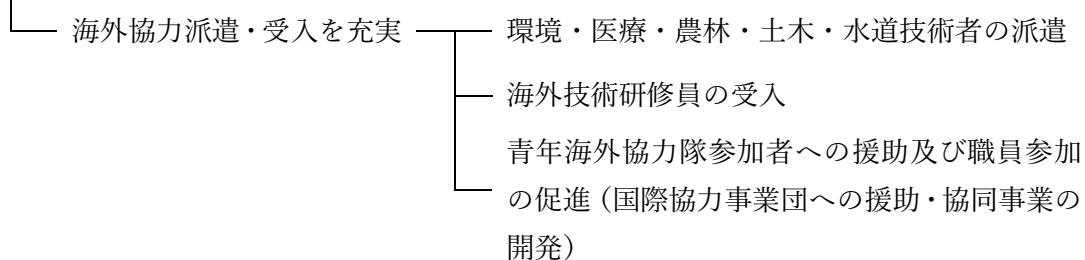 海外協力派遣・受入を充実
環境・医療・農林・土木・水道技術者の派遣
海外技術研修員の受入
青年海外協力隊参加者への援助及び職員参加
の促進（国際協力事業団への援助・協同事業の
開発）